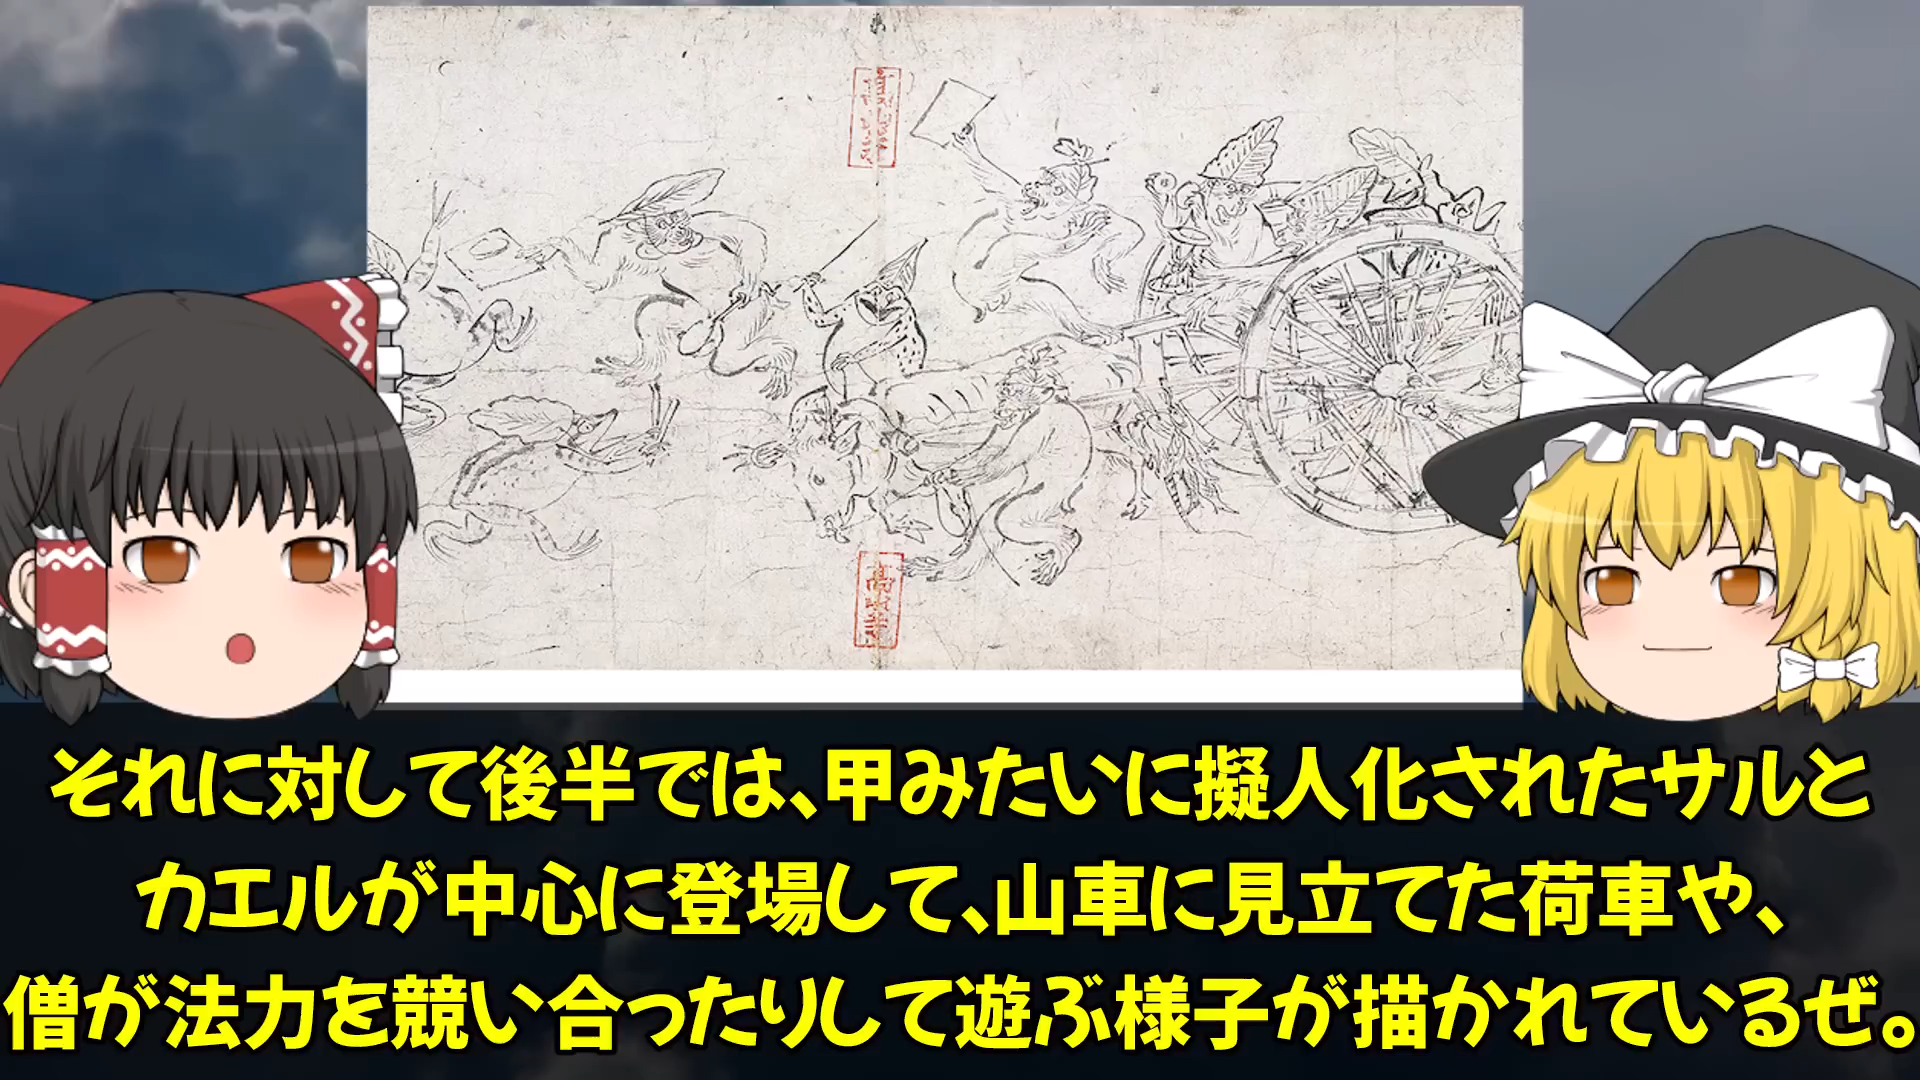 それに対して後半では、甲みたいに擬人化されたサルと
カエルが中心に登場して、山車に見立てた荷車や、
僧が法力を競い合ったりして遊ぶ様子が描かれているぜ。